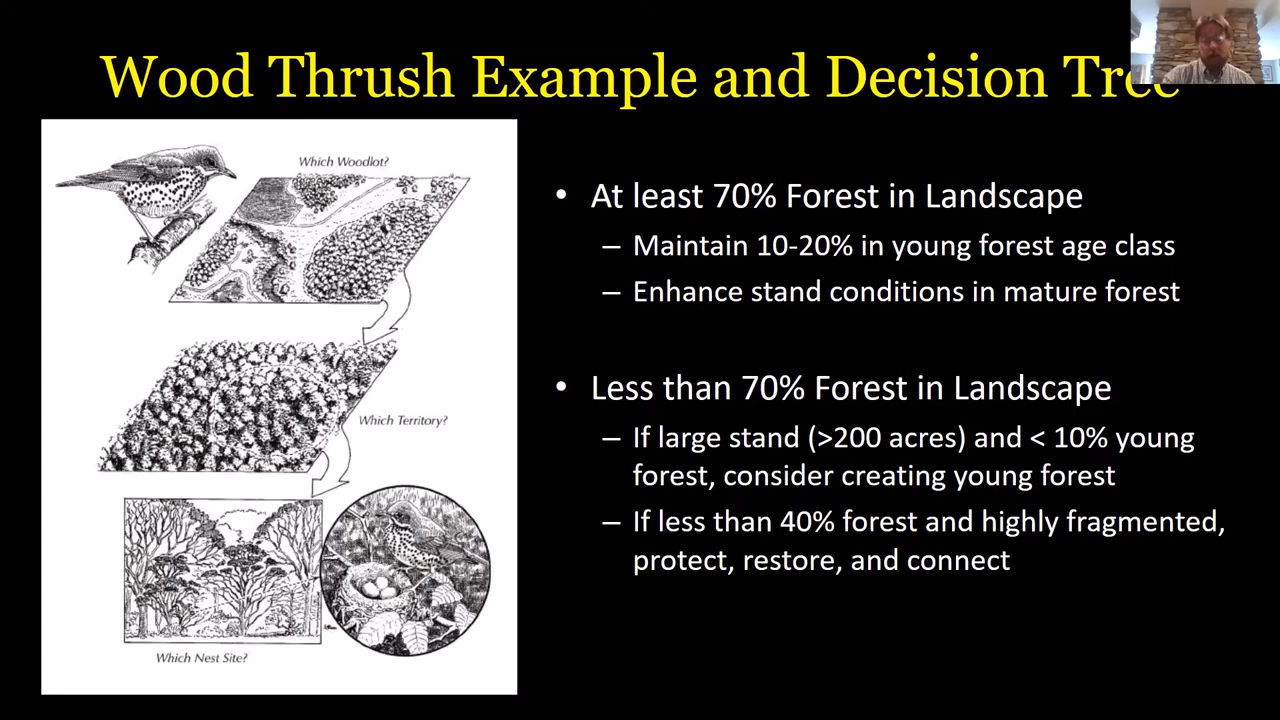 Wood Thrush Example and Decision Tree
Which Woodlot?
Which Territory?
Which Nest Site?
• At least 70% Forest in Landscape
– Maintain 10-20% in young forest age class
– Enhance stand conditions in mature forest
• Less than 70% Forest in Landscape
– If large stand (>200 acres) and < 10% young
forest, consider creating young forest
– If less than 40% forest and highly fragmented,
protect, restore, and connect